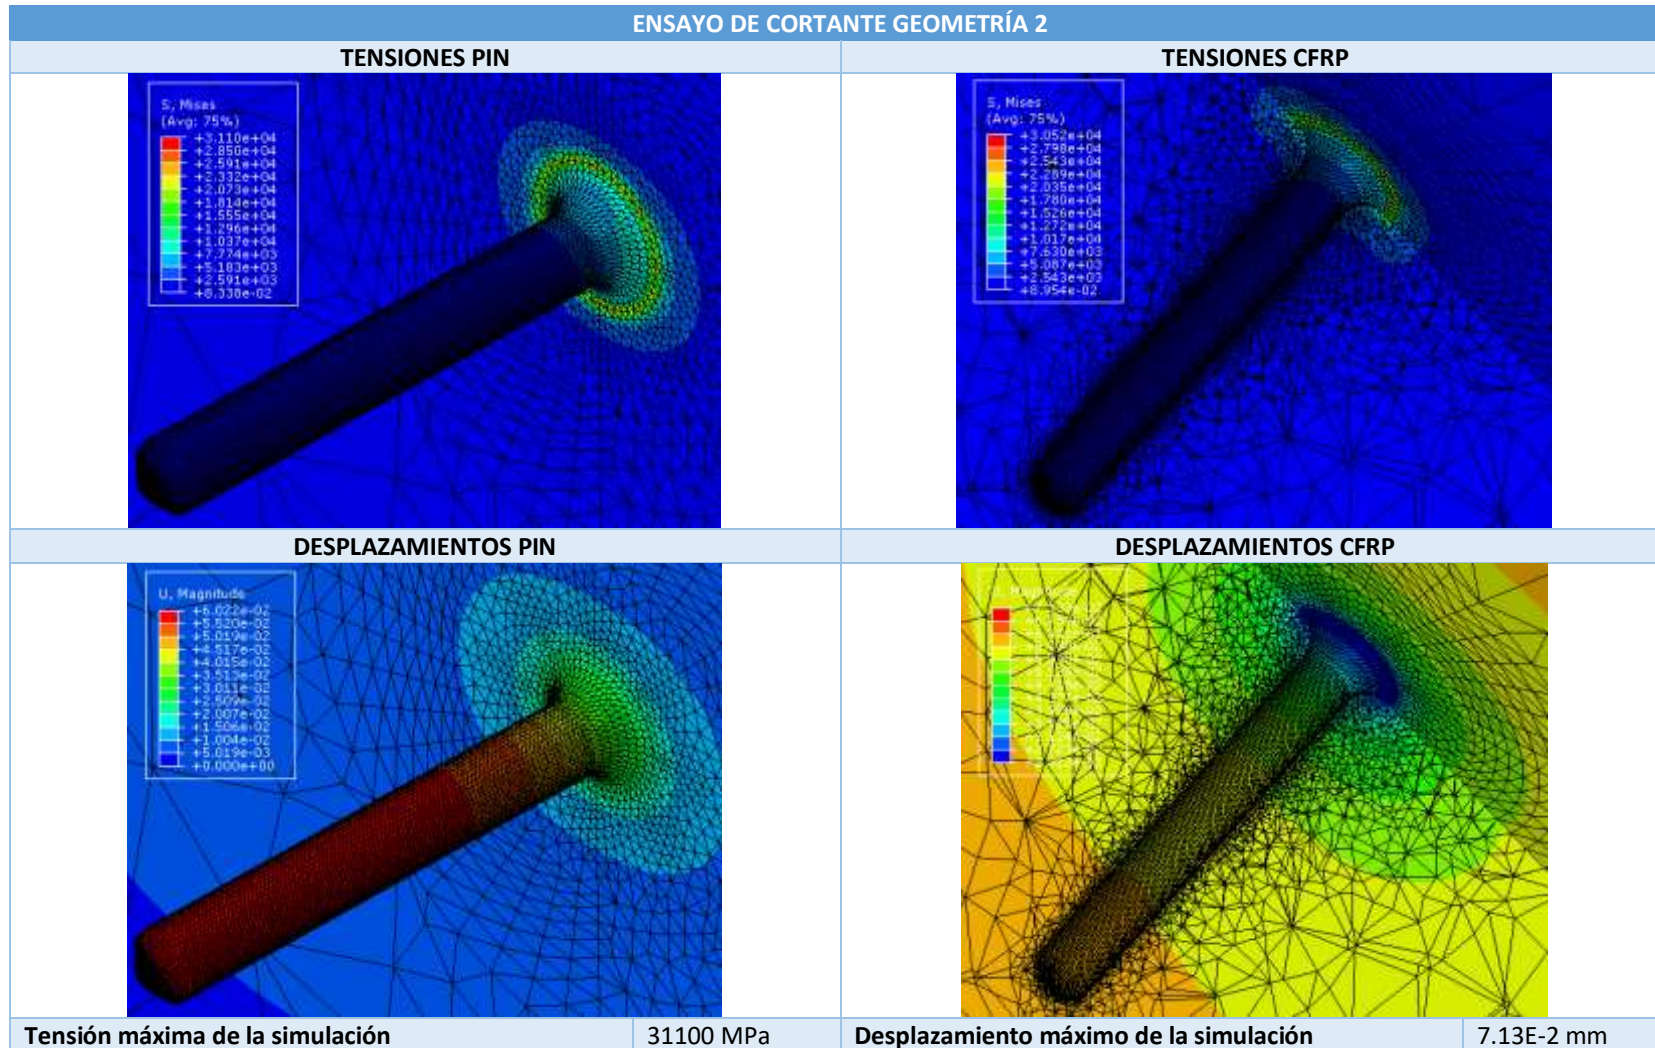 ENSAYO DE CORTANTE GEOMETRÍA 2
TENSIONES PIN
TENSIONES CFRP
S, Mises
(Avg: 75%)
+3.110e+04
+2.850e+04
+2.591e+04
+2.332e+04
+2.073e+04
+1.814e+04
+1.555e+04
+1.296e+04
+1.037e+04
+7.774e+03
+5.183e+03
+2.591e+03
+8.338e-02
S, Mises
(Avg: 75%)
+3.052e+04
+2.798e+04
+2.543e+04
+2.289e+04
+2.035e+04
+1.780e+04
+1.526e+04
+1.272e+04
+1.017e+04
+7.630e+03
+5.087e+03
+2.543e+03
+8.954e-02
DESPLAZAMIENTOS PIN
DESPLAZAMIENTOS CFRP
U, Magnitude
+6.022e-02
+5.520e-02
+5.019e-02
+4.517e-02
+4.015e-02
+3.513e-02
+3.011e-02
+2.509e-02
+2.007e-02
+1.506e-02
+1.004e-02
+5.019e-03
+0.000e+00
Tensión máxima de la simulación
31100 MPa
Desplazamiento máximo de la simulación
7.13E-2 mm